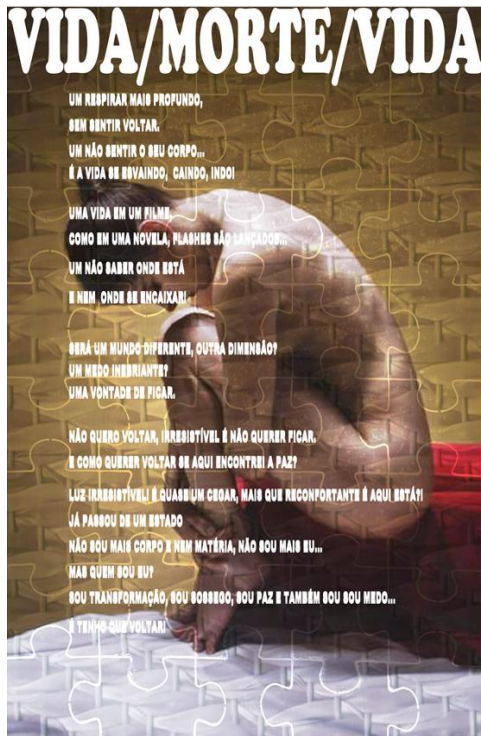 VIDA/MORTE/VIDA
UM RESPIRAR MAIS PROFUNDO,
SEM SENTIR VOLTAR.
UM NÃO SENTIR O SEU CORPO...
É A VIDA SE ESVAINDO, CAINDO, INDO!
UMA VIDA EM UM FILME,
COMO EM UMA NOVELA, FLASHES SÃO LANÇADOS...
UM NÃO SABER ONDE ESTÁ
E NEM ONDE SE ENCAIXAR!
SERÁ UM MUNDO DIFERENTE, OUTRA DIMENSÃO?
UM MEDO INEBRIANTE?
UMA VONTADE DE FICAR.
NÃO QUERO VOLTAR, IRRESISTÍVEL É NÃO QUERER FICAR.
E COMO QUERER VOLTAR SE AQUI ENCONTREI A PAZ?
LUZ IRRESISTÍVEL! É QUASE UM CEGAR, MAIS QUE RECONFORTANTE É AQUI ESTÁ?!
JÁ PASSOU DE UM ESTADO
NÃO SOU MAIS CORPO E NEM MATÉRIA, NÃO SOU MAIS EU...
MAS QUEM SOU EU?
SOU TRANSFORMAÇÃO, SOU SOSSEGO, SOU PAZ E TAMBÉM SOU SOU MEDO...
E TENHO QUE VOLTAR!